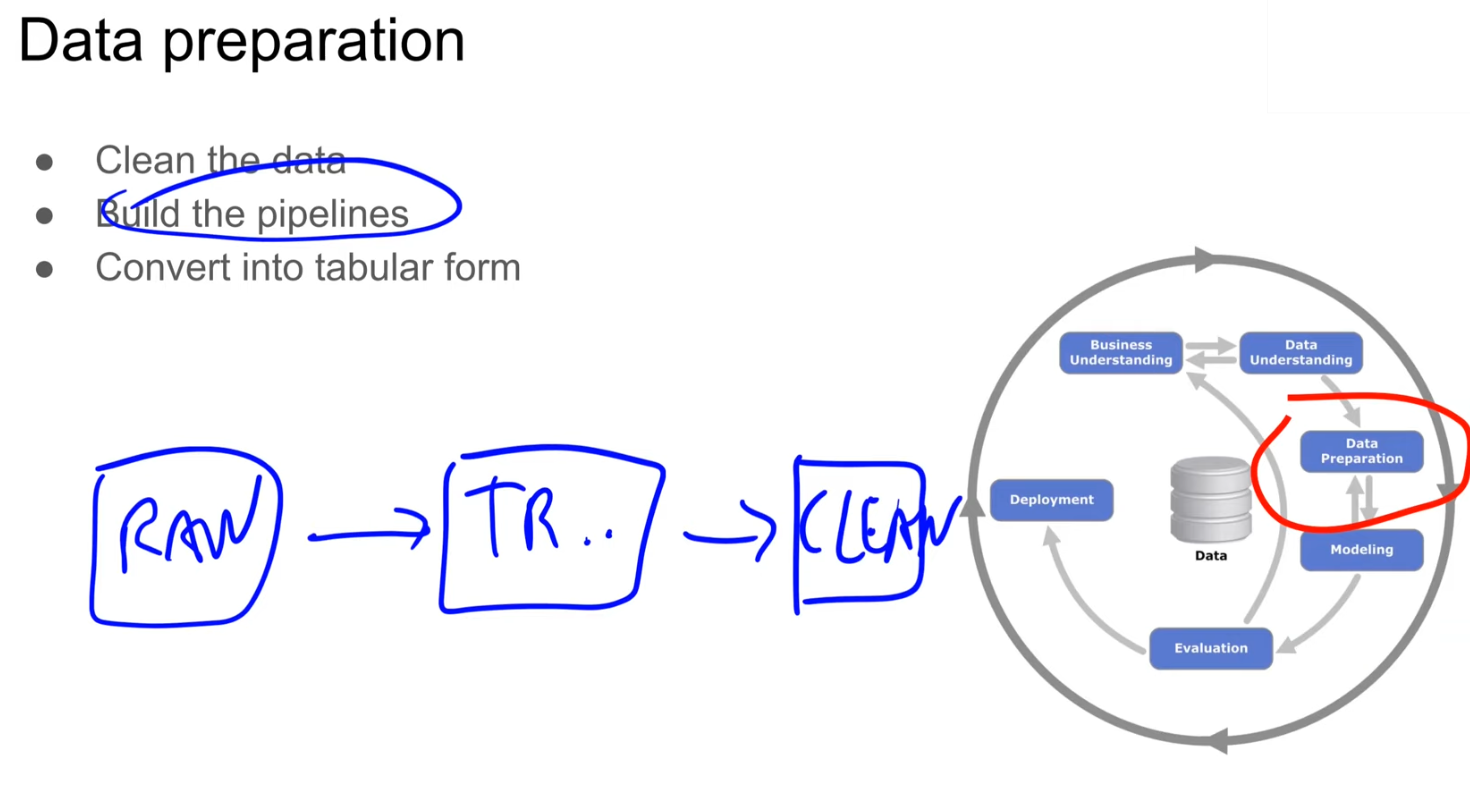 Data preparation
● Clean the data
● Build the pipelines
● Convert into tabular form
RAW
TR..
CLEAN
Business
Understanding
Data
Understanding
Data
Preparation
Deployment
Data
Modeling
Evaluation